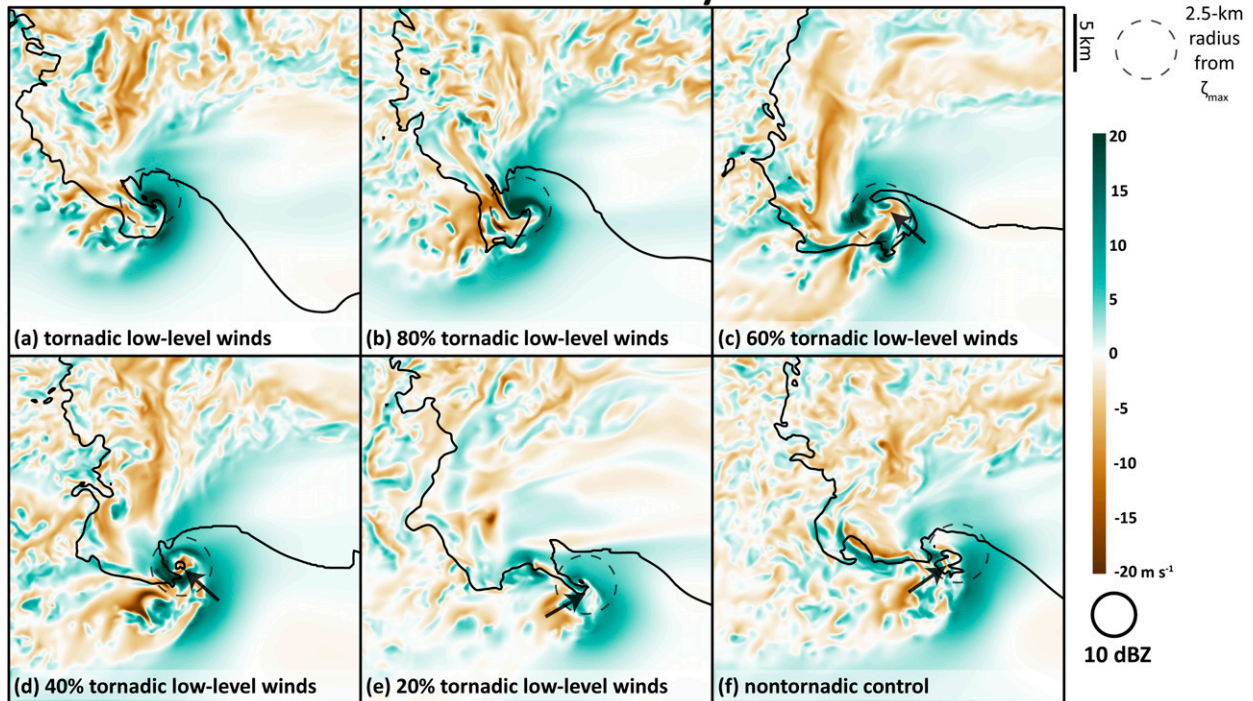 5 km
2.5-km
radius
from
ζmax
(a) tornadic low-level winds
(b) 80% tornadic low-level winds
(c) 60% tornadic low-level winds
20
15
10
5
0
-5
-10
-15
-20 m s⁻¹
10 dBZ
(d) 40% tornadic low-level winds
(e) 20% tornadic low-level winds
(f) nontornadic control